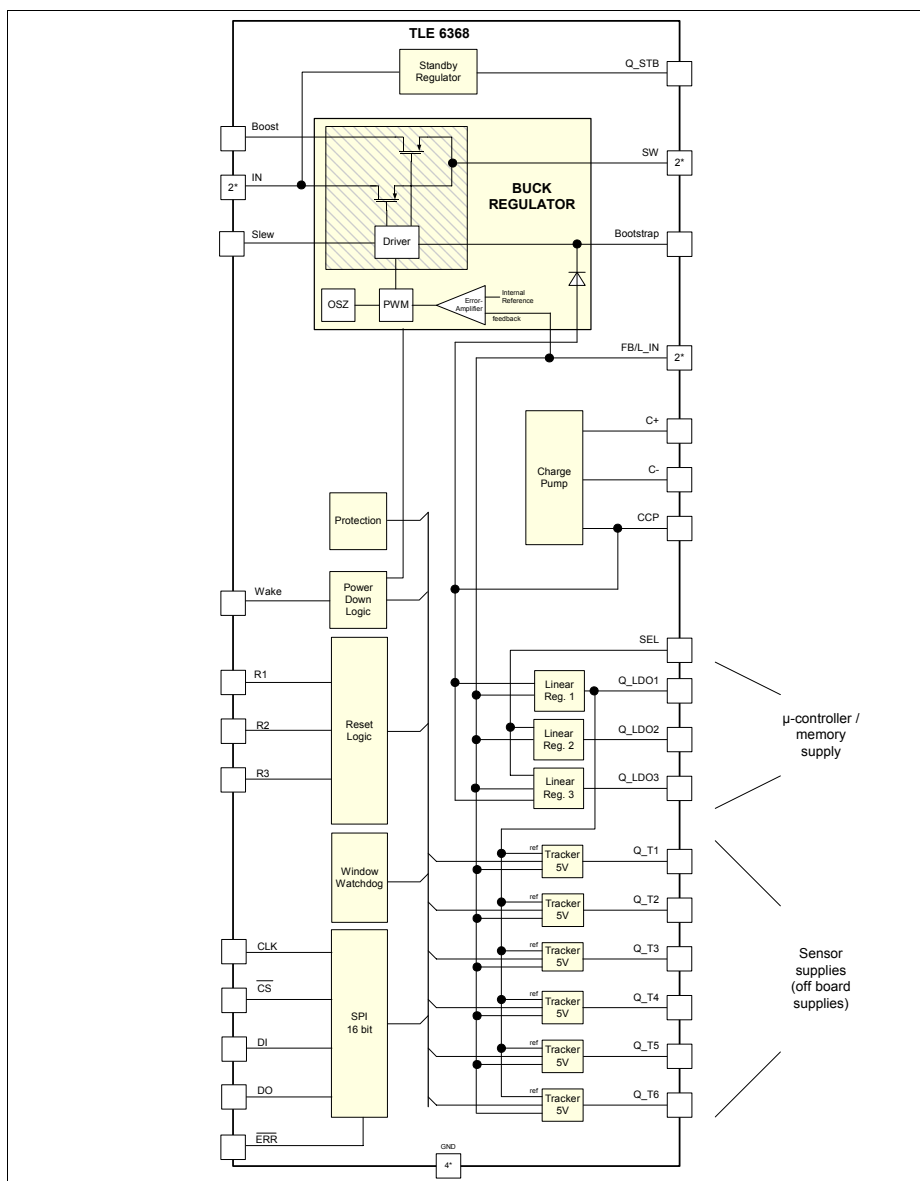 TLE 6368
Standby
Regulator
Q_STB
Boost
IN
2*
Slew
BUCK
REGULATOR
SW
2*
Driver
Bootstrap
OSZ
PWM
Error-
Amplifier
Internal
Reference
feedback
FB/L_IN
2*
C+
Charge
Pump
C-
CCP
Protection
Wake
Power
Down
Logic
SEL
R1
R2
R3
Reset
Logic
Linear
Reg. 1
Q_LDO1
Linear
Reg. 2
Q_LDO2
Linear
Reg. 3
Q_LDO3
µ-controller /
memory
supply
Window
Watchdog
ref
Tracker
5V
Q_T1
ref
Tracker
5V
Q_T2
ref
Tracker
5V
Q_T3
ref
Tracker
5V
Q_T4
ref
Tracker
5V
Q_T5
ref
Tracker
5V
Q_T6
Sensor
supplies
(off board
supplies)
CLK
CS
DI
DO
ERR
SPI
16 bit
GND
4*